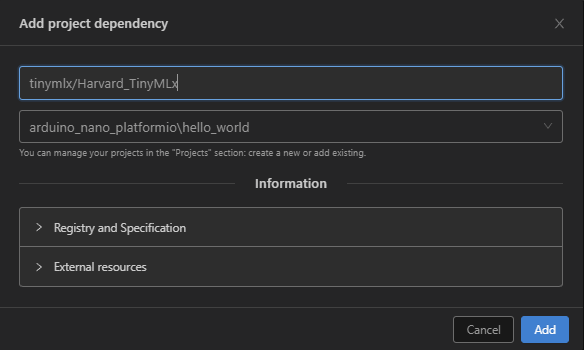 Add project dependency
tinymlx/Harvard_TinyMLx
arduino_nano_platformio\hello_world
You can manage your projects in the "Projects" section: create a new or add existing.
Information
Registry and Specification
External resources
Cancel
Add